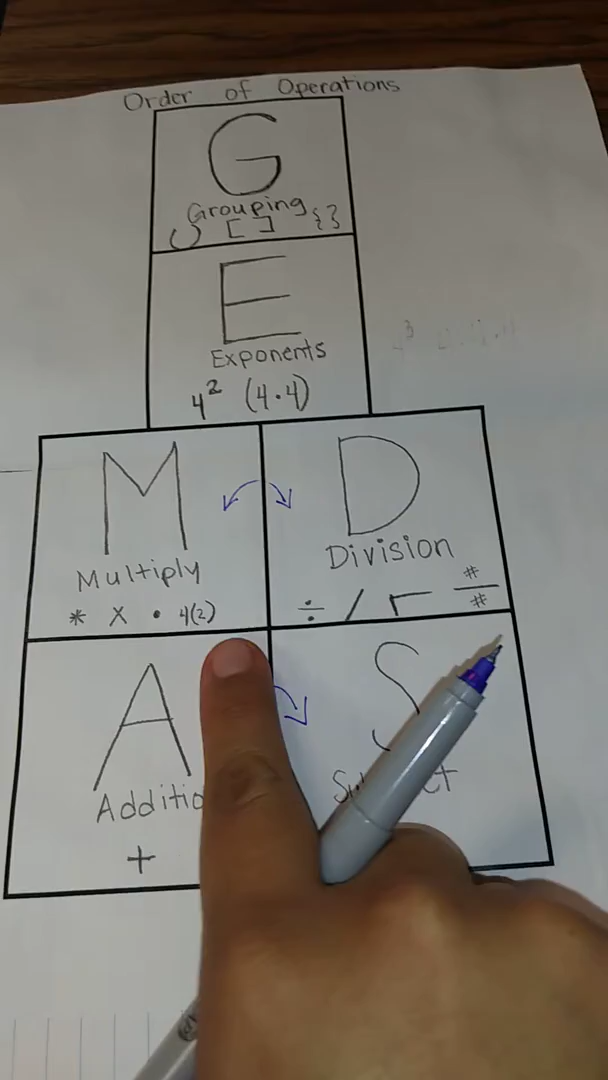 Order of Operations
G
Grouping
( ) [ ] { }
E
Exponents
4² (4·4)
M
Multiply
* x • 4(2)
D
Division
÷ / ┌─ #/#
A
Additio
+
S